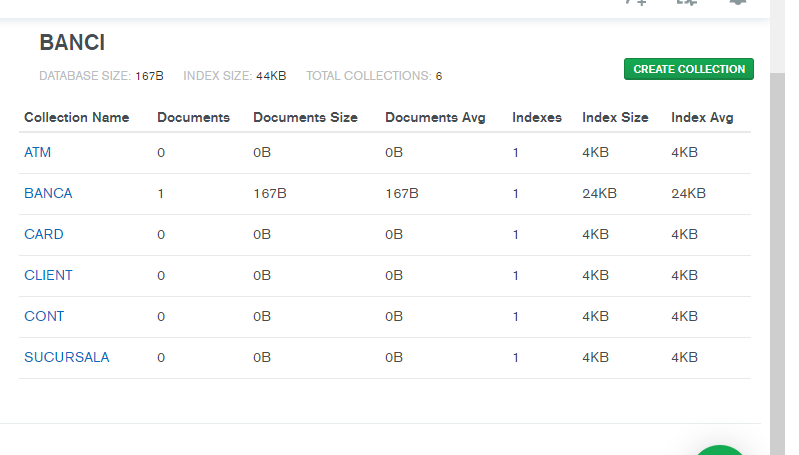 BANCI
DATABASE SIZE: 167B INDEX SIZE: 44KB TOTAL COLLECTIONS: 6
CREATE COLLECTION
Collection Name Documents Documents Size Documents Avg Indexes Index Size Index Avg
ATM 0 0B 0B 1 4KB 4KB
BANCA 1 167B 167B 1 24KB 24KB
CARD 0 0B 0B 1 4KB 4KB
CLIENT 0 0B 0B 1 4KB 4KB
CONT 0 0B 0B 1 4KB 4KB
SUCURSALA 0 0B 0B 1 4KB 4KB